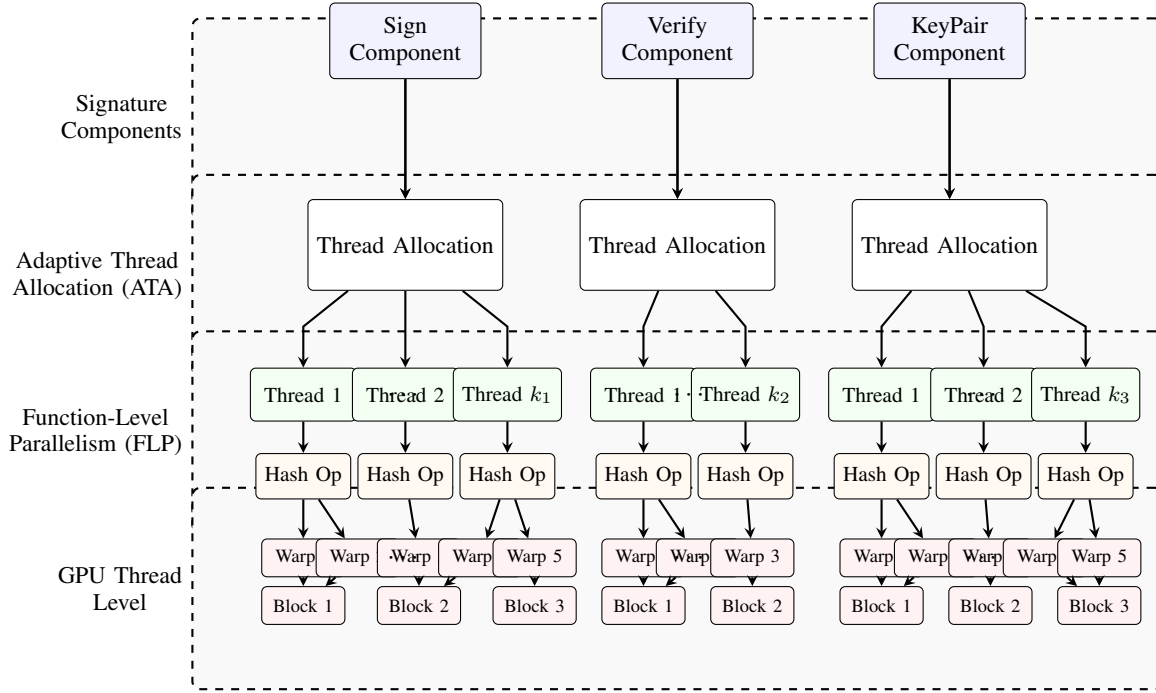 Sign
Component
Verify
Component
KeyPair
Component
Signature
Components
Thread Allocation
Thread Allocation
Thread Allocation
Adaptive Thread
Allocation (ATA)
Thread 1
Thread 2
Thread k₁
Thread 1
Thread k₂
Thread 1
Thread 2
Thread k₃
Function-Level
Parallelism (FLP)
Hash Op
Hash Op
Hash Op
Hash Op
Hash Op
Hash Op
Hash Op
Hash Op
Warp
Warp
Warp
Warp
Warp 5
Warp
Warp
Warp 3
Warp
Warp
Warp
Warp
Warp 5
GPU Thread
Level
Block 1
Block 2
Block 3
Block 1
Block 2
Block 1
Block 2
Block 3